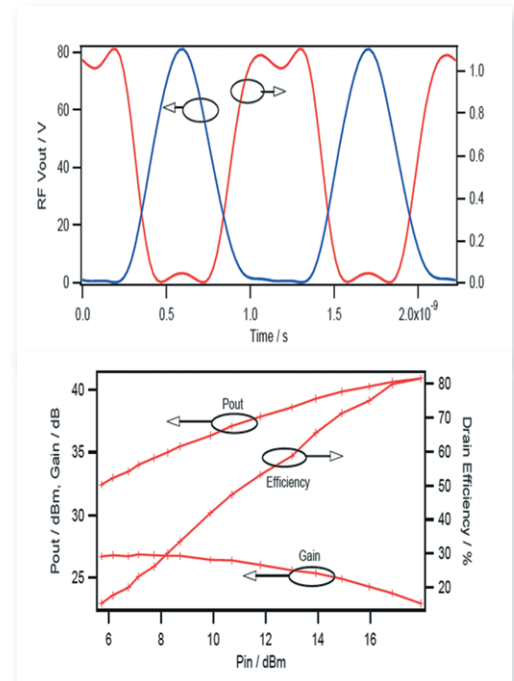 RF Vout / V
80
60
40
20
0
1.0
0.8
0.6
0.4
0.2
0.0
0.0 0.5 1.0 1.5 2.0x10⁻⁹
Time / s
Pout / dBm, Gain / dB
40
35
30
25
Pout
Efficiency
Gain
80
70
60
50
40
30
20
Drain Efficiency / %
6 8 10 12 14 16
Pin / dBm